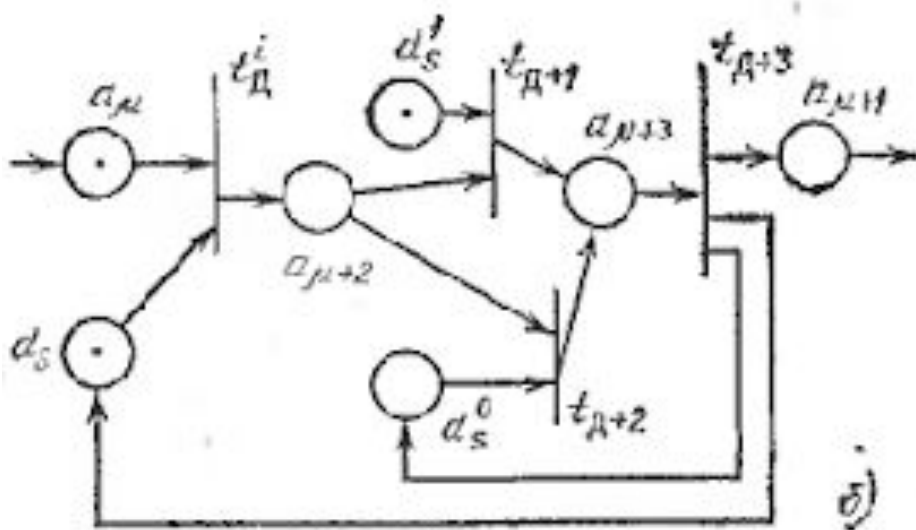 a_μ
t_Д^i
d_s^1
t_Д+1
a_μ+3
t_Д+3
a_μ+1
a_μ+2
d_s
d_s^0
t_Д+2
б)